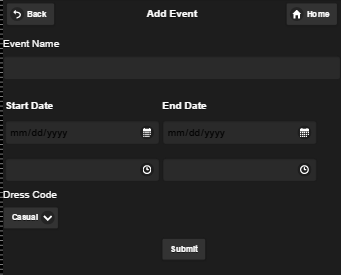 Back Add Event Home
Event Name
Start Date End Date
mm/dd/yyyy mm/dd/yyyy
Dress Code
Casual
Submit